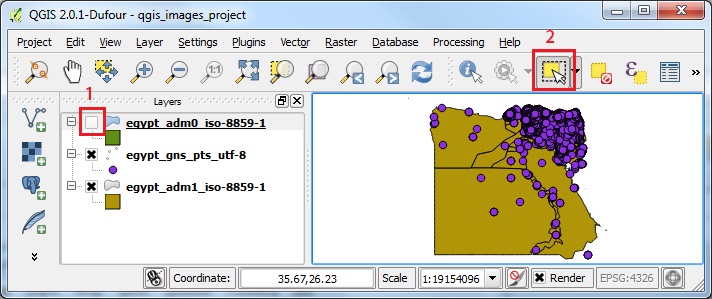 QGIS 2.0.1-Dufour - qgis_images_project
Project Edit View Layer Settings Plugins Vector Raster Database Processing Help
1:1
2
1
Layers
egypt_adm0_iso-8859-1
egypt_gns_pts_utf-8
egypt_adm1_iso-8859-1
Coordinate: 35.67,26.23 Scale 1:19154096 Render EPSG:4326